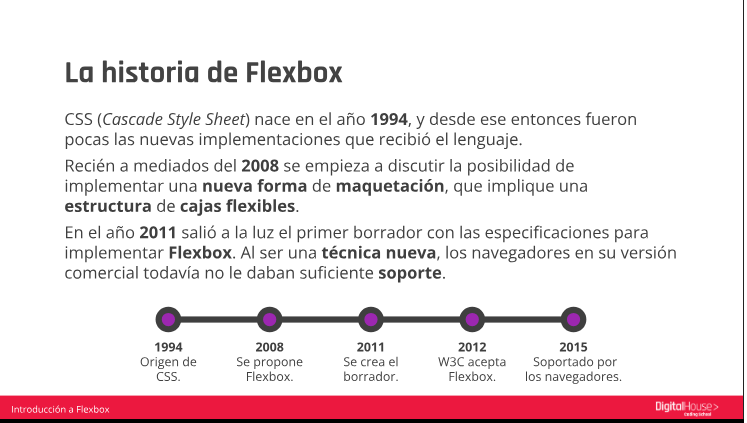 La historia de Flexbox
CSS (Cascade Style Sheet) nace en el año 1994, y desde ese entonces fueron
pocas las nuevas implementaciones que recibió el lenguaje.
Recién a mediados del 2008 se empieza a discutir la posibilidad de
implementar una nueva forma de maquetación, que implique una
estructura de cajas flexibles.
En el año 2011 salió a la luz el primer borrador con las especificaciones para
implementar Flexbox. Al ser una técnica nueva, los navegadores en su versión
comercial todavía no le daban suficiente soporte.
1994
Origen de
CSS.
2008
Se propone
Flexbox.
2011
Se crea el
borrador.
2012
W3C acepta
Flexbox.
2015
Soportado por
los navegadores.
Introducción a Flexbox
DigitalHouse>
Coding School